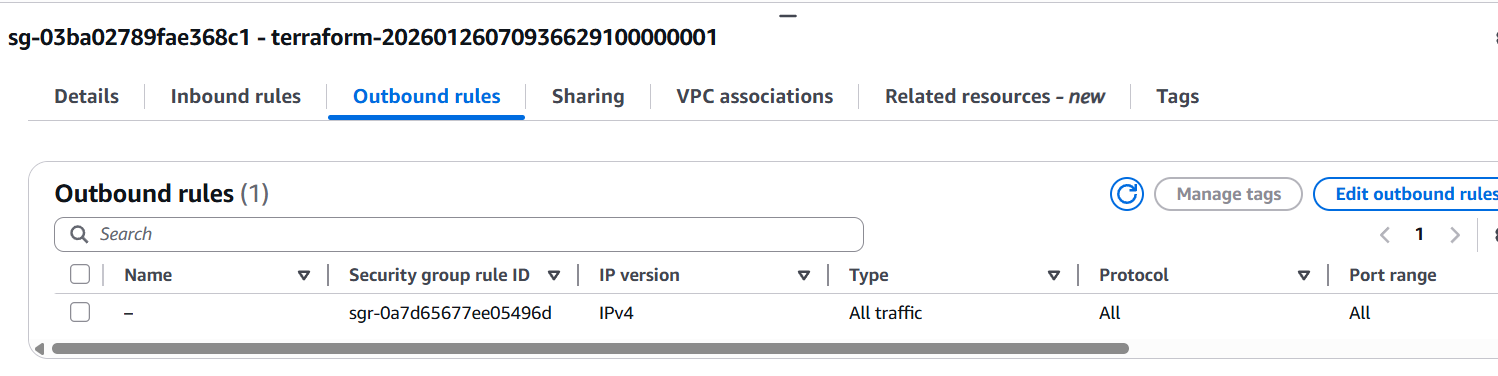 sg-03ba02789fae368c1 - terraform-20260126070936629100000001
Details Inbound rules Outbound rules Sharing VPC associations Related resources - new Tags
Outbound rules (1)
Manage tags Edit outbound rules
Search
1
Name Security group rule ID IP version Type Protocol Port range
– sgr-0a7d65677ee05496d IPv4 All traffic All All